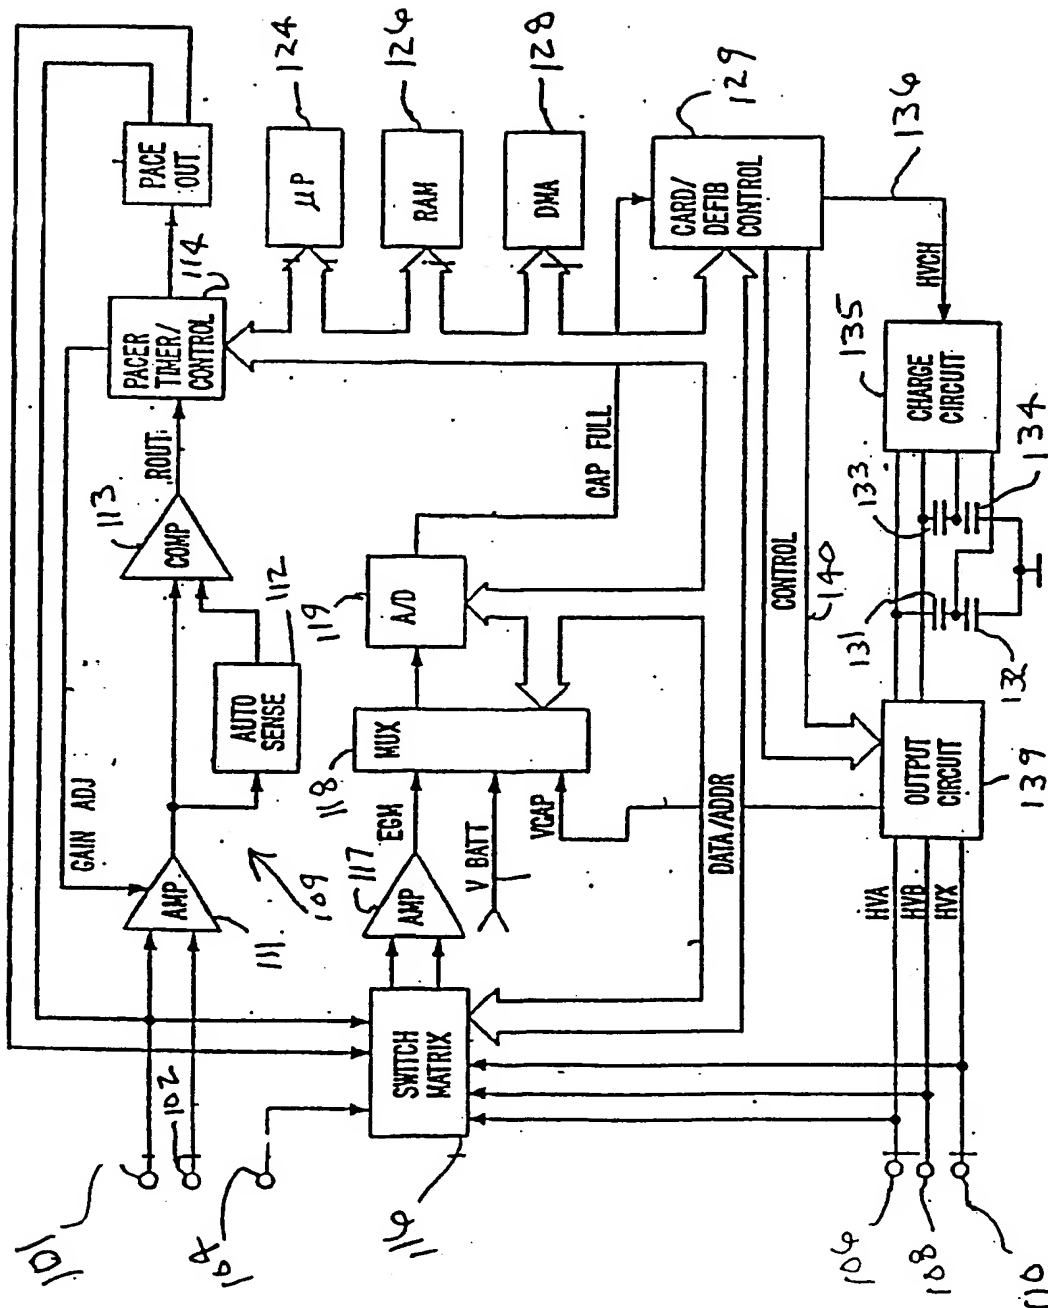 101
102
GAIN ADJ
AMP
111
109
AUTO
SENSE
112
COMP
113
ROUT
PACER
TIMER/
CONTROL
114
PACE
OUT
104
SWITCH
MATRIX
116
AMP
117
EGM
V BATT
VCAP
MUX
118
A/D
119
CAP FULL
μP
124
RAM
126
DMA
128
DATA/ADDR
CARD/
DEFIB
CONTROL
129
CONTROL
140
106
108
110
HVA
HVB
HVX
OUTPUT
CIRCUIT
139
131
132
133
134
CHARGE
CIRCUIT
135
HVCH
136